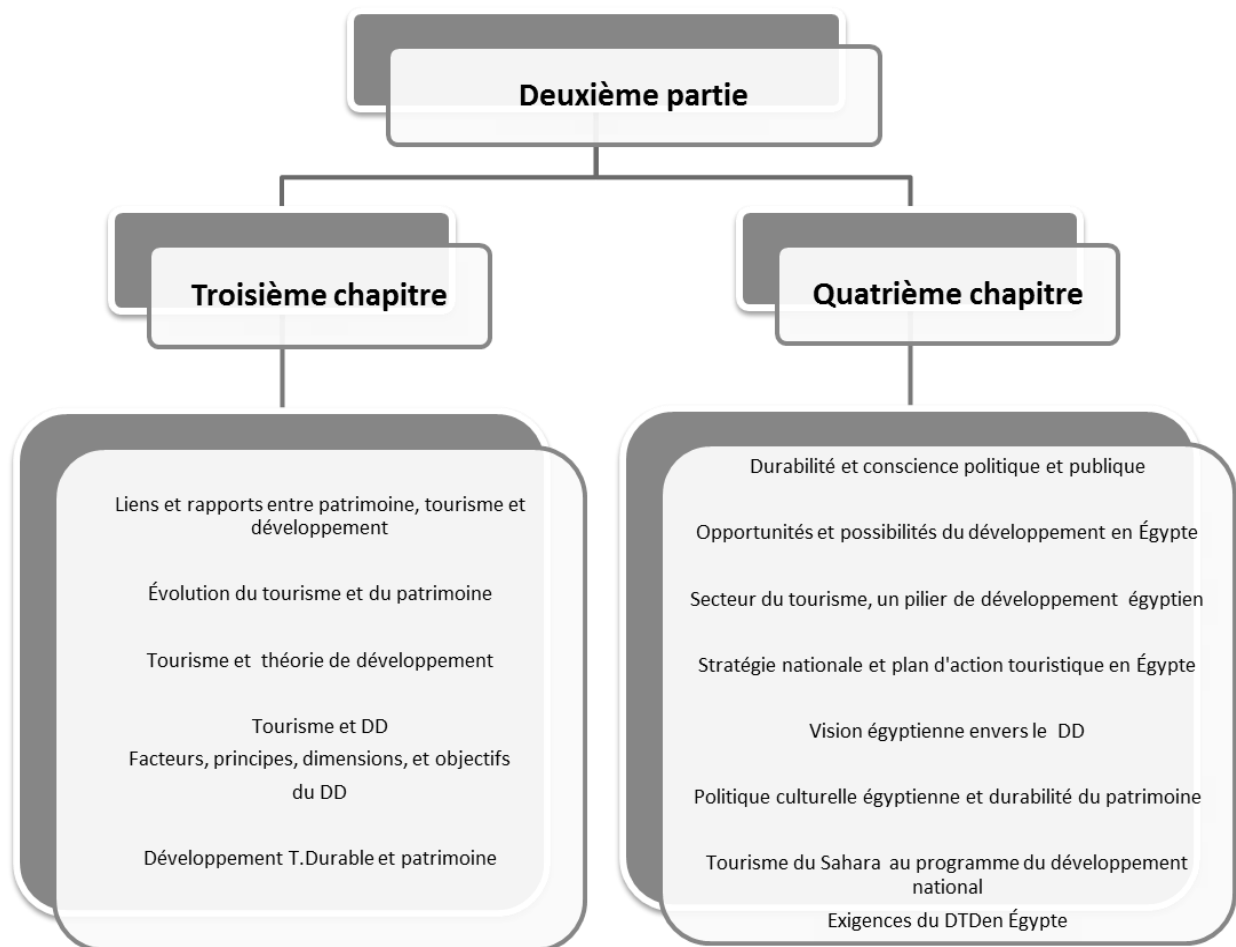 Deuxième partie
Troisième chapitre
Liens et rapports entre patrimoine, tourisme et
développement
Évolution du tourisme et du patrimoine
Tourisme et théorie de développement
Tourisme et DD
Facteurs, principes, dimensions, et objectifs
du DD
Développement T.Durable et patrimoine
Quatrième chapitre
Durabilité et conscience politique et publique
Opportunités et possibilités du développement en Égypte
Secteur du tourisme, un pilier de développement égyptien
Stratégie nationale et plan d'action touristique en Égypte
Vision égyptienne envers le DD
Politique culturelle égyptienne et durabilité du patrimoine
Tourisme du Sahara au programme du développement
national
Exigences du DTDen Égypte